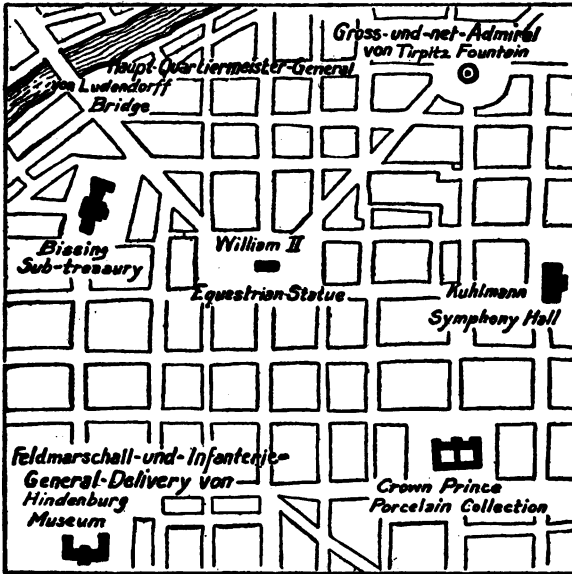 Gross-und-net-Admiral
von Tirpitz Fountain
Haupt-Quartiermeister-General
von Ludendorff
Bridge
Bissing
Sub-treasury
William II
Equestrian Statue
Kuhlmann
Symphony Hall
Feldmarschall-und-Infanterie-
General-Delivery von
Hindenburg
Museum
Crown Prince
Porcelain Collection